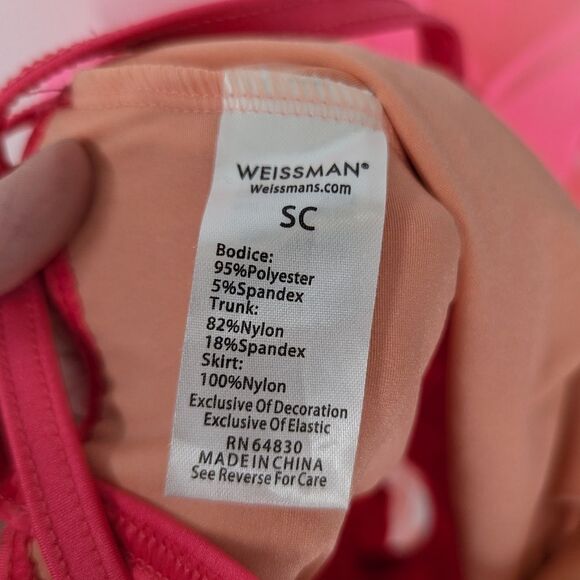 WEISSMAN®
Weissmans.com
SC
Bodice:
95%Polyester
5%Spandex
Trunk:
82%Nylon
18%Spandex
Skirt:
100%Nylon
Exclusive Of Decoration
Exclusive Of Elastic
RN 64830
MADE IN CHINA
See Reverse For Care